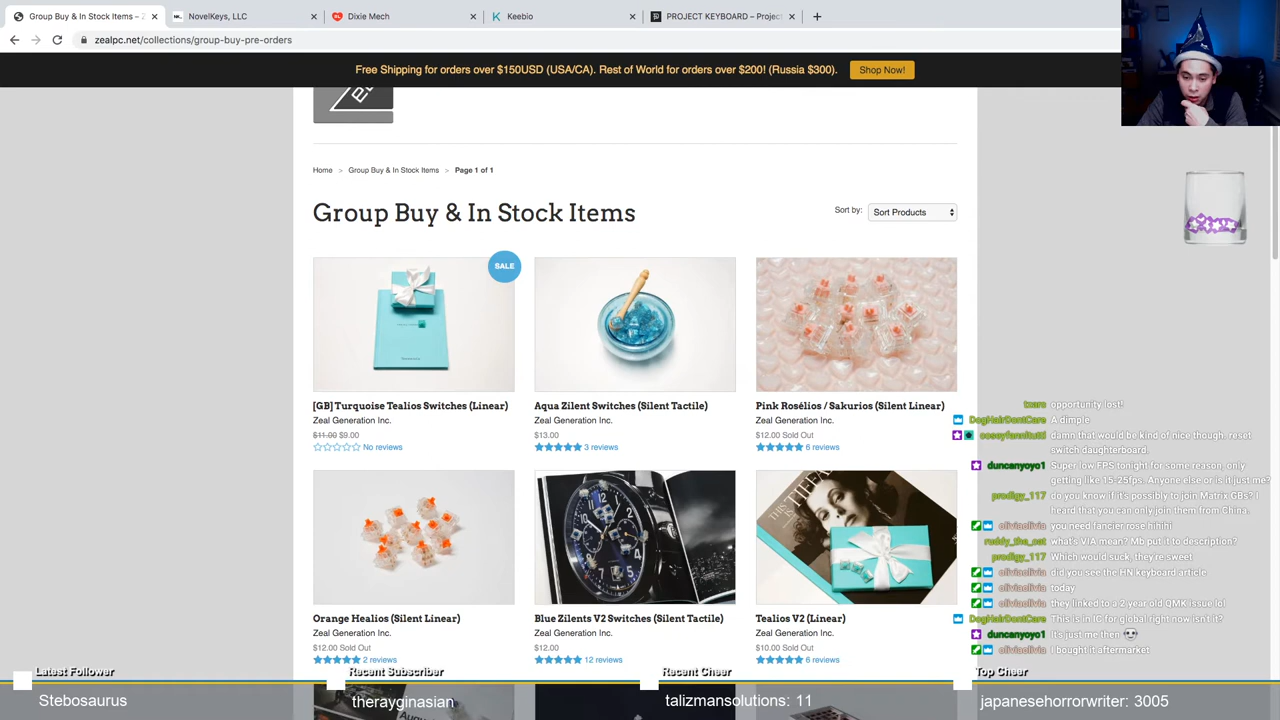 Group Buy & In Stock Items – Z
NovelKeys, LLC
Dixie Mech
Keebio
PROJECT KEYBOARD – Project
zealpc.net/collections/group-buy-pre-orders
Free Shipping for orders over $150USD (USA/CA). Rest of World for orders over $200! (Russia $300).
Shop Now!
Home > Group Buy & In Stock Items > Page 1 of 1
Group Buy & In Stock Items
Sort by:
Sort Products
SALE
[GB] Turquoise Tealios Switches (Linear)
Zeal Generation Inc.
$11.00 $9.00
No reviews
Aqua Zilent Switches (Silent Tactile)
Zeal Generation Inc.
$13.00
3 reviews
Pink Rosélios / Sakurios (Silent Linear)
Zeal Generation Inc.
$12.00 Sold Out
6 reviews
Orange Healios (Silent Linear)
Zeal Generation Inc.
$12.00 Sold Out
2 reviews
Blue Zilents V2 Switches (Silent Tactile)
Zeal Generation Inc.
$12.00
12 reviews
Tealios V2 (Linear)
Zeal Generation Inc.
$10.00 Sold Out
6 reviews
opportunity lost!
DogHairDontCare A dimple
damn that would be kind of nice though. reset
switch daughterboard.
duncanyoyo1 Super low FPS tonight for some reason, only
getting like 15-25fps. Anyone else or is it just me?
prodigy_117 do you know if it's possibly to join Matrix GBs? I
heard that you can only join them from China.
oliviaolivia you need fancier rose hihihi
ruddy_the_cat what's VIA mean? Mb put it to description?
prodigy_117 Which would suck, they're sweet
oliviaolivia did you see the HN keyboard article
oliviaolivia today
oliviaolivia they linked to a 2 year old QMK issue lol
DogHairDontCare This is in IC for global right now isn't it?
duncanyoyo1 It's just me then
oliviaolivia I bought it aftermarket
Latest Follower
Stebosaurus
Recent Subscriber
therayginasian
Recent Cheer
talizmansolutions: 11
Top Cheer
japanesehorrorwriter: 3005